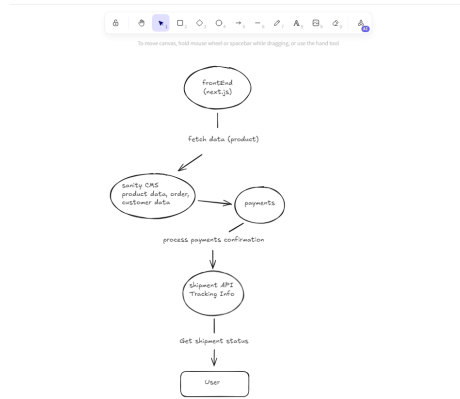 To move canvas, hold mouse wheel or spacebar while dragging, or use the hand tool
frontEnd
(next.js)
fetch data (product)
sanity CMS
product data, order,
customer data
payments
process payments confirmation
shipment API
Tracking Info
Get shipment status
User